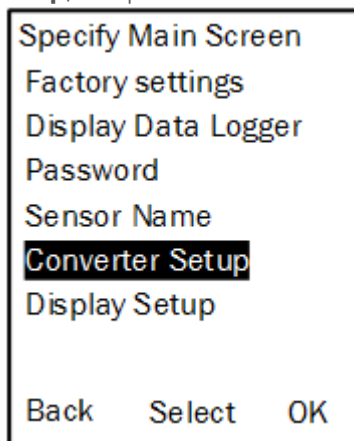 Specify Main Screen
Factory settings
Display Data Logger
Password
Sensor Name
Converter Setup
Display Setup
Back Select OK